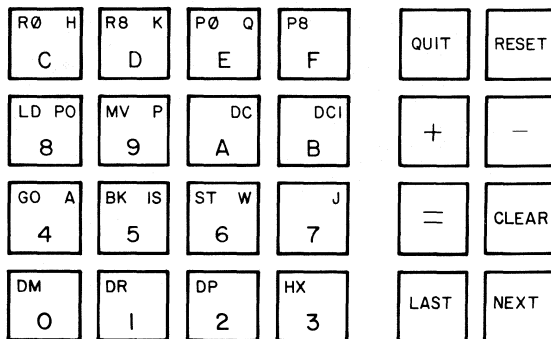 RØ H R8 K PØ Q P8
C D E F QUIT RESET
LD PO MV P DC DCI
8 9 A B + −
GO A BK IS ST W J
4 5 6 7 = CLEAR
DM DR DP HX
0 1 2 3 LAST NEXT